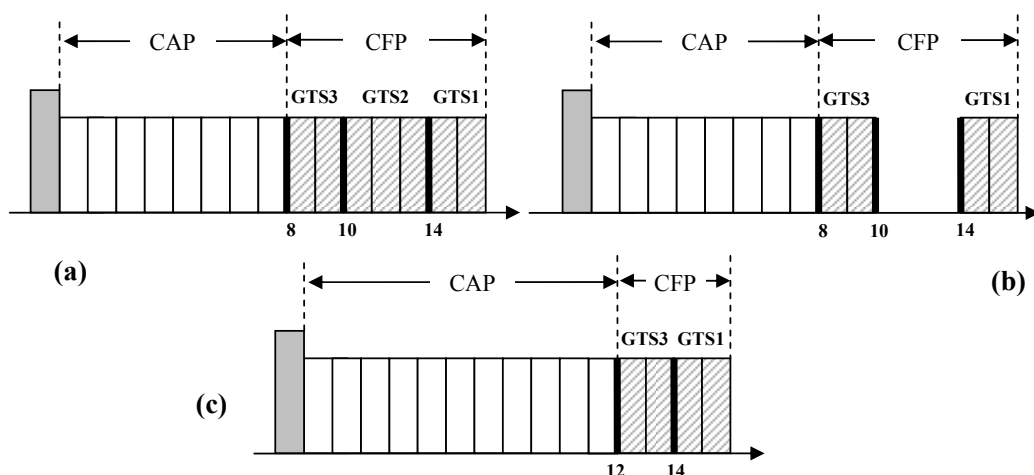 CAP CFP
GTS3 GTS2 GTS1
8 10 14
(a)
CAP CFP
GTS3 GTS1
8 10 14
(b)
CAP CFP
GTS3 GTS1
(c)
12 14